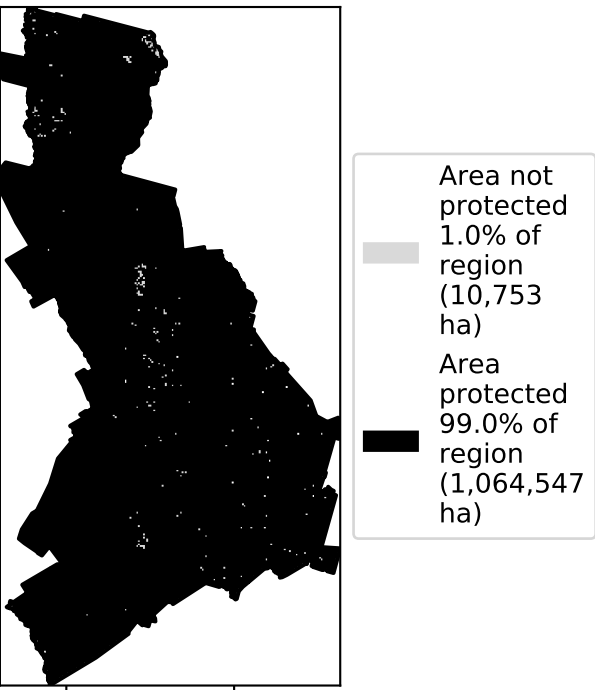 Area not
protected
1.0% of
region
(10,753
ha)
Area
protected
99.0% of
region
(1,064,547
ha)